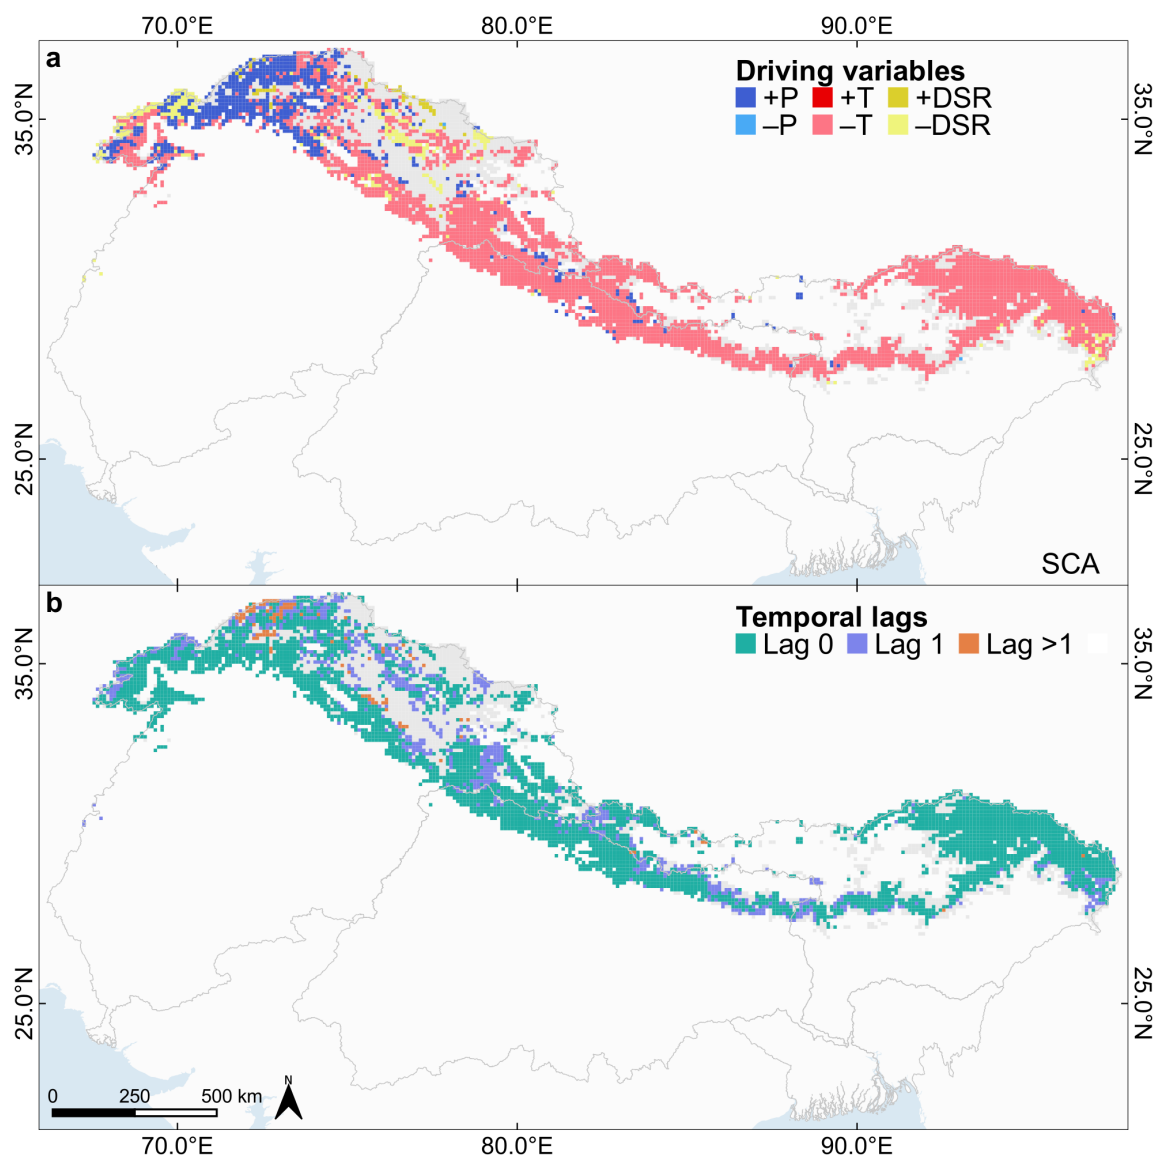 70.0°E 80.0°E 90.0°E
a
Driving variables
+P +T +DSR
–P –T –DSR
35.0°N
35.0°N
25.0°N
25.0°N
SCA
b
Temporal lags
Lag 0 Lag 1 Lag >1
35.0°N
35.0°N
25.0°N
25.0°N
0 250 500 km
N
70.0°E 80.0°E 90.0°E